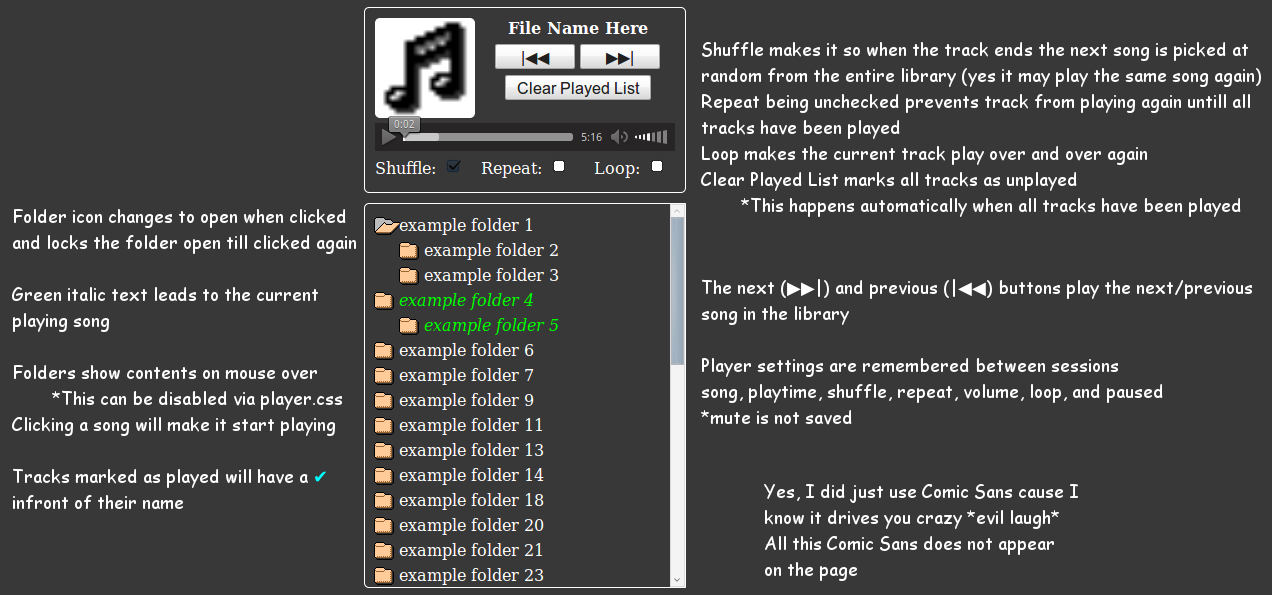 Folder icon changes to open when clicked
and locks the folder open till clicked again
Green italic text leads to the current
playing song
Folders show contents on mouse over
*This can be disabled via player.css
Clicking a song will make it start playing
Tracks marked as played will have a ✔
infront of their name
File Name Here
|◀◀ ▶▶|
Clear Played List
0:02
5:16
Shuffle: Repeat: Loop:
example folder 1
example folder 2
example folder 3
example folder 4
example folder 5
example folder 6
example folder 7
example folder 9
example folder 11
example folder 13
example folder 14
example folder 18
example folder 20
example folder 21
example folder 23
Shuffle makes it so when the track ends the next song is picked at
random from the entire library (yes it may play the same song again)
Repeat being unchecked prevents track from playing again untill all
tracks have been played
Loop makes the current track play over and over again
Clear Played List marks all tracks as unplayed
*This happens automatically when all tracks have been played
The next (▶▶|) and previous (|◀◀) buttons play the next/previous
song in the library
Player settings are remembered between sessions
song, playtime, shuffle, repeat, volume, loop, and paused
*mute is not saved
Yes, I did just use Comic Sans cause I
know it drives you crazy *evil laugh*
All this Comic Sans does not appear
on the page